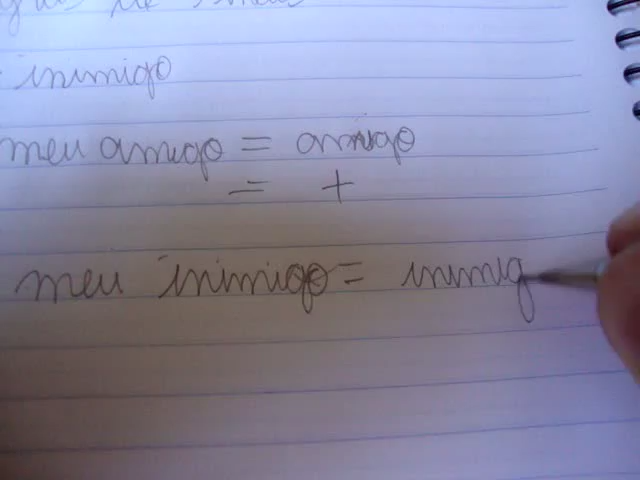 inimigo
meu amigo = amigo
= +
meu inimigo = inimig